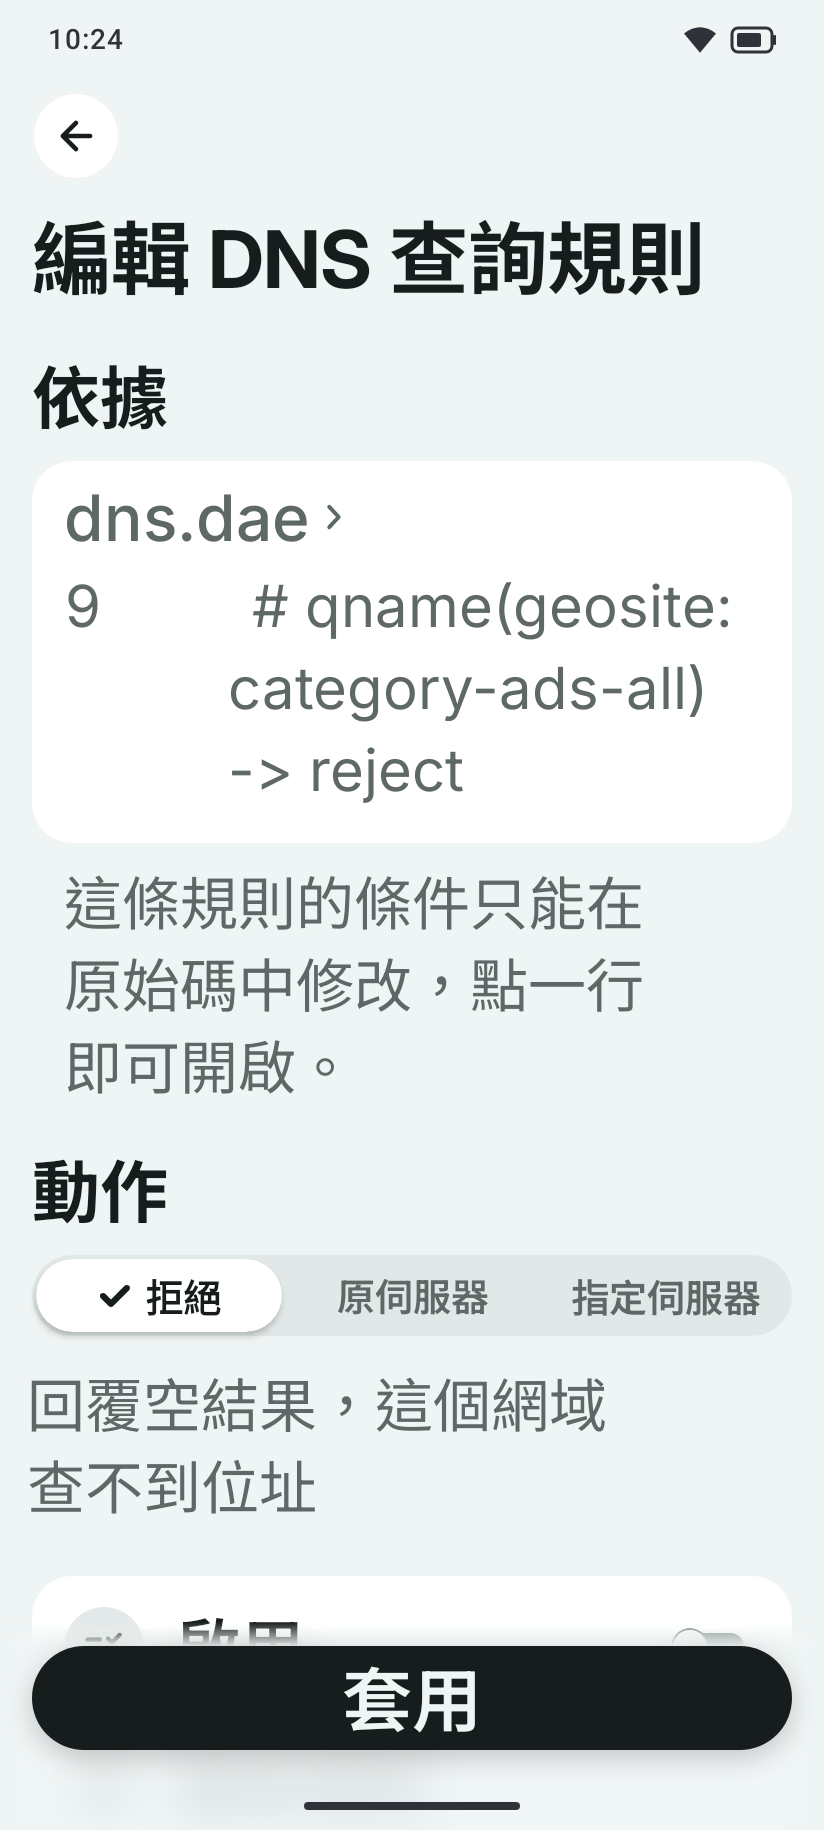 10:24
編輯 DNS 查詢規則
依據
dns.dae
9 # qname(geosite:
category-ads-all)
-> reject
這條規則的條件只能在
原始碼中修改，點一行
即可開啟。
動作
拒絕 原伺服器 指定伺服器
回覆空結果，這個網域
查不到位址
啟用
套用